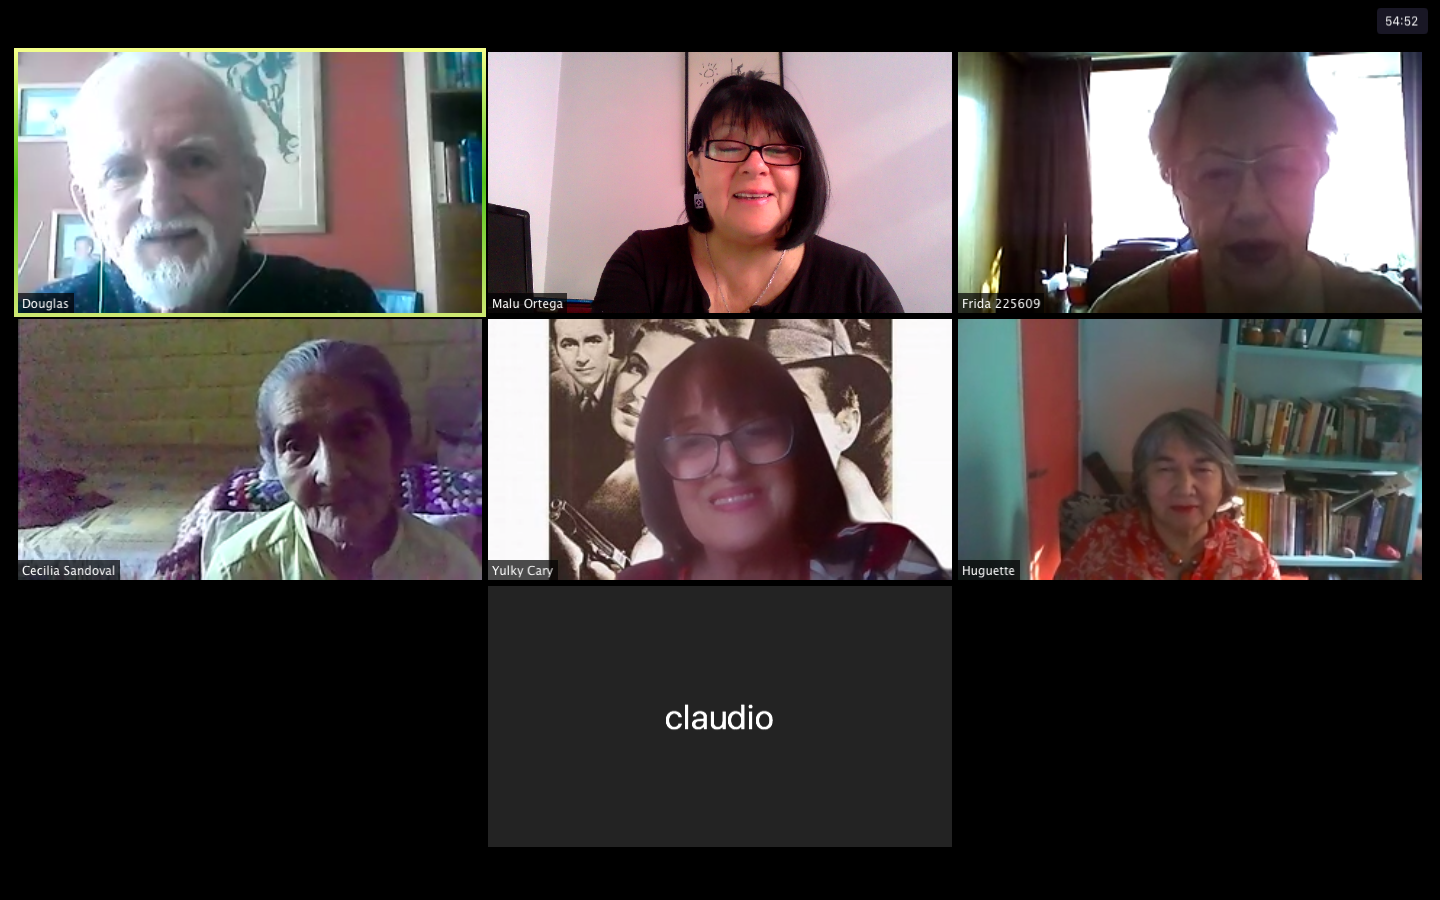 54:52
Douglas
Malu Ortega
Frida 225609
Cecilia Sandoval
Yulky Cary
Huguette
claudio